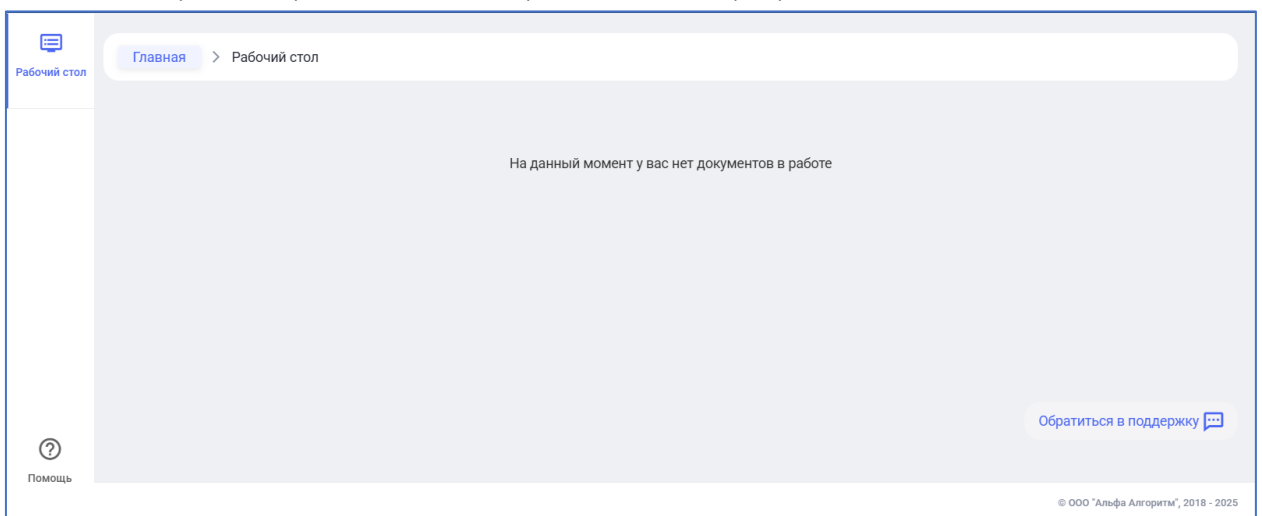 Рабочий стол
Главная > Рабочий стол
На данный момент у вас нет документов в работе
Обратиться в поддержку
Помощь
© ООО "Альфа Алгоритм", 2018 - 2025